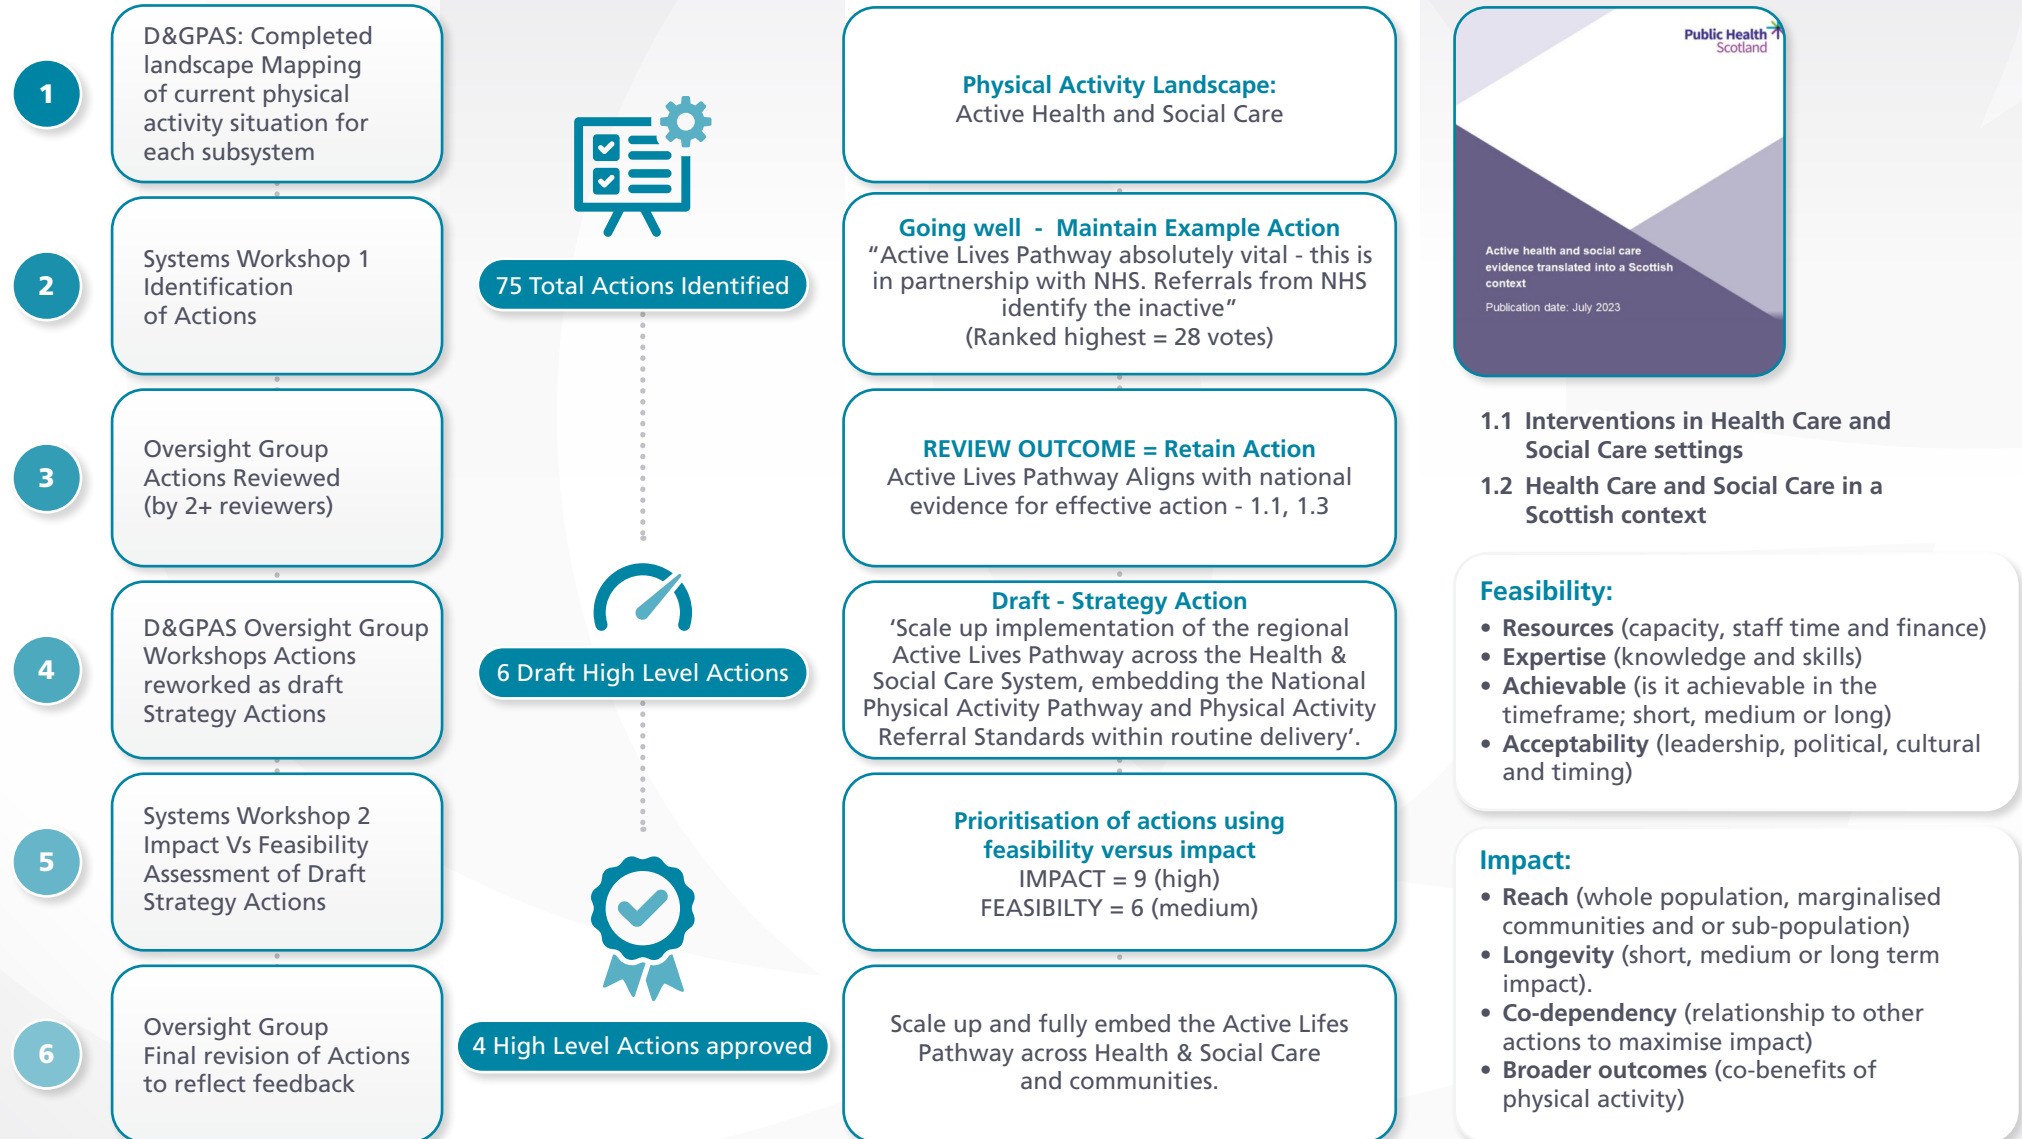 1
D&GPAS: Completed
landscape Mapping
of current physical
activity situation for
each subsystem
2
Systems Workshop 1
Identification
of Actions
3
Oversight Group
Actions Reviewed
(by 2+ reviewers)
4
D&GPAS Oversight Group
Workshops Actions
reworked as draft
Strategy Actions
5
Systems Workshop 2
Impact Vs Feasibility
Assessment of Draft
Strategy Actions
6
Oversight Group
Final revision of Actions
to reflect feedback
75 Total Actions Identified
6 Draft High Level Actions
4 High Level Actions approved
Physical Activity Landscape:
Active Health and Social Care
Going well - Maintain Example Action
“Active Lives Pathway absolutely vital - this is
in partnership with NHS. Referrals from NHS
identify the inactive”
(Ranked highest = 28 votes)
REVIEW OUTCOME = Retain Action
Active Lives Pathway Aligns with national
evidence for effective action - 1.1, 1.3
Draft - Strategy Action
‘Scale up implementation of the regional
Active Lives Pathway across the Health &
Social Care System, embedding the National
Physical Activity Pathway and Physical Activity
Referral Standards within routine delivery’.
Prioritisation of actions using
feasibility versus impact
IMPACT = 9 (high)
FEASIBILTY = 6 (medium)
Scale up and fully embed the Active Lifes
Pathway across Health & Social Care
and communities.
Public Health
Scotland
Active health and social care
evidence translated into a Scottish
context
Publication date: July 2023
1.1 Interventions in Health Care and
Social Care settings
1.2 Health Care and Social Care in a
Scottish context
Feasibility:
• Resources (capacity, staff time and finance)
• Expertise (knowledge and skills)
• Achievable (is it achievable in the
timeframe; short, medium or long)
• Acceptability (leadership, political, cultural
and timing)
Impact:
• Reach (whole population, marginalised
communities and or sub-population)
• Longevity (short, medium or long term
impact).
• Co-dependency (relationship to other
actions to maximise impact)
• Broader outcomes (co-benefits of
physical activity)